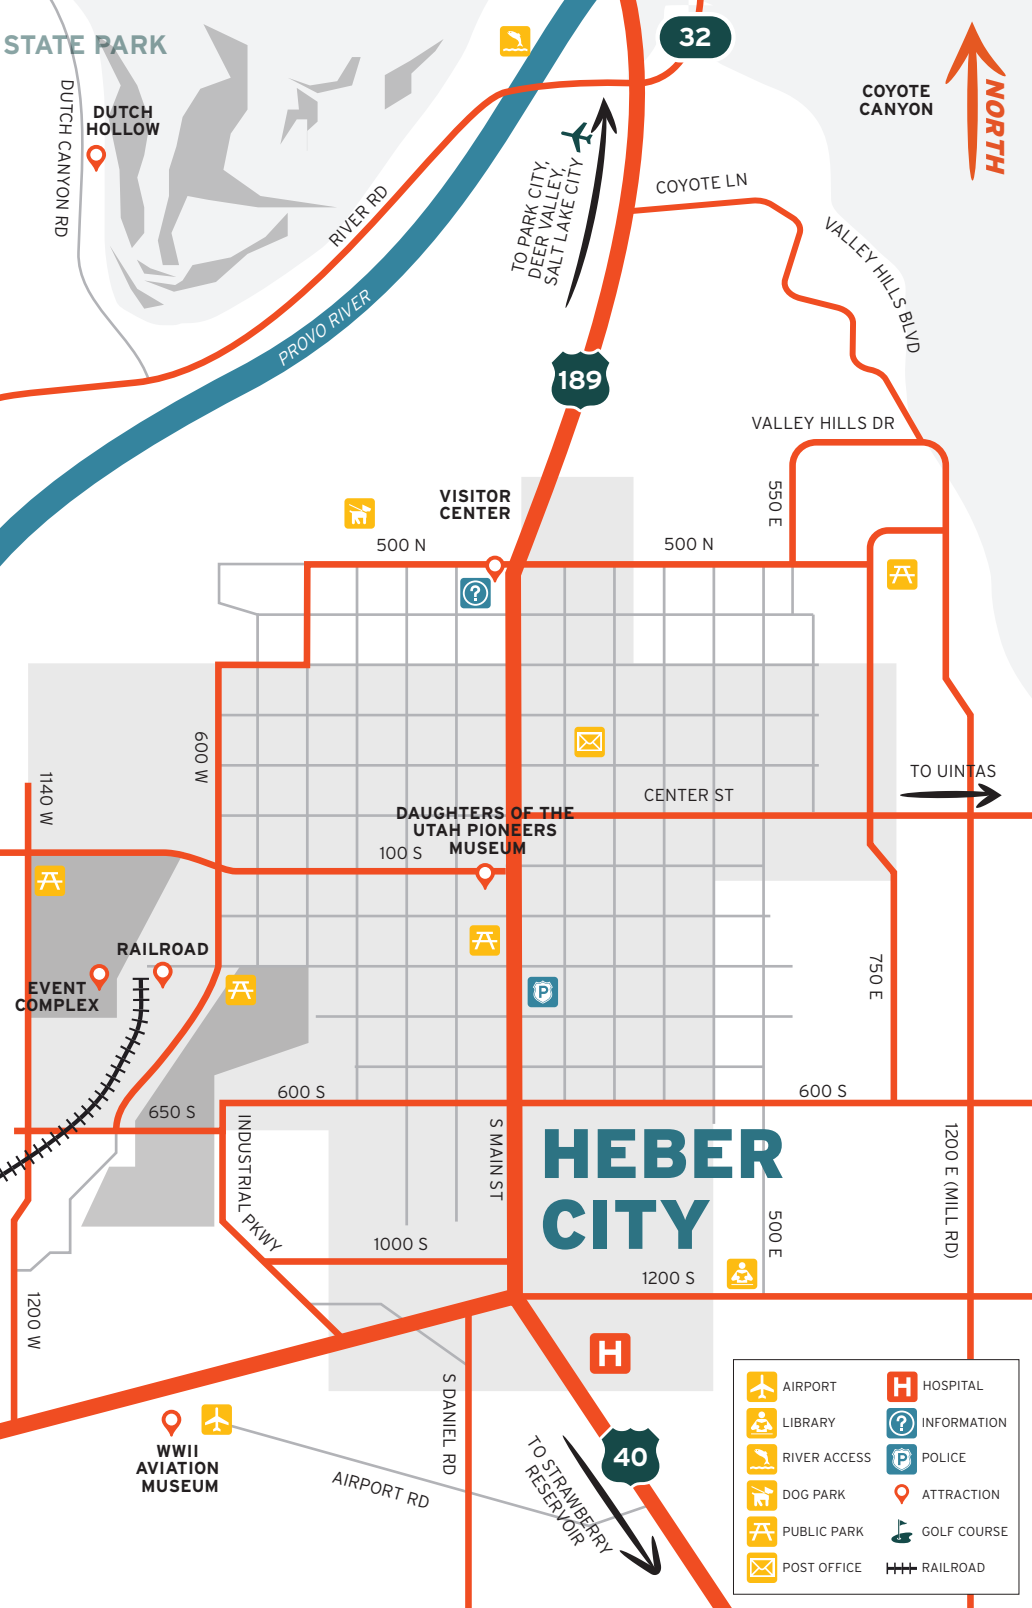 STATE PARK
32
COYOTE
CANYON
NORTH
DUTCH CANYON RD
DUTCH
HOLLOW
RIVER RD
TO PARK CITY,
DEER VALLEY,
SALT LAKE CITY
COYOTE LN
VALLEY HILLS BLVD
PROVO RIVER
189
VALLEY HILLS DR
550 E
VISITOR
CENTER
500 N
500 N
?
600 W
1140 W
TO UINTAS
CENTER ST
DAUGHTERS OF THE
UTAH PIONEERS
MUSEUM
100 S
RAILROAD
EVENT
COMPLEX
P
750 E
600 S
600 S
650 S
INDUSTRIAL PKWY
S MAIN ST
HEBER
CITY
1200 E (MILL RD)
500 E
1000 S
1200 S
1200 W
H
S DANIEL RD
WWII
AVIATION
MUSEUM
AIRPORT RD
40
TO STRAWBERRY
RESERVOIR
AIRPORT
H HOSPITAL
LIBRARY
? INFORMATION
RIVER ACCESS
P POLICE
DOG PARK
ATTRACTION
PUBLIC PARK
GOLF COURSE
POST OFFICE
RAILROAD